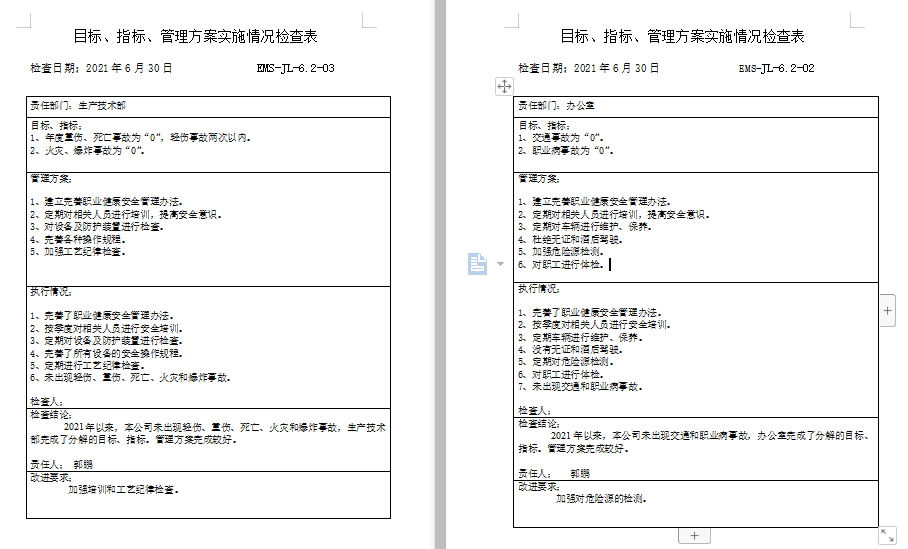 目标、指标、管理方案实施情况检查表
检查日期：2021年6月30日 EMS-JL-6.2-03
责任部门：生产技术部
目标、指标：
1、年度重伤、死亡事故为“0”，轻伤事故两次以内。
2、火灾、爆炸事故为“0”。
管理方案：
1、建立完善职业健康安全管理办法。
2、定期对相关人员进行培训，提高安全意识。
3、对设备及防护装置进行检查。
4、完善各种操作规程。
5、加强工艺纪律检查。
执行情况：
1、完善了职业健康安全管理办法。
2、按季度对相关人员进行安全培训。
3、定期对设备及防护装置进行检查。
4、完善了所有设备的安全操作规程。
5、定期进行工艺纪律检查。
6、未出现轻伤、重伤、死亡、火灾和爆炸事故。
检查人：
检查结论：
2021年以来，本公司未出现轻伤、重伤、死亡、火灾和爆炸事故，生产技术
部完成了分解的目标、指标。管理方案完成较好。
责任人： 郭鹏
改进要求：
加强培训和工艺纪律检查。
目标、指标、管理方案实施情况检查表
检查日期：2021年6月30日 EMS-JL-6.2-02
责任部门：办公室
目标、指标：
1、交通事故为“0”。
2、职业病事故为“0”。
管理方案：
1、建立完善职业健康安全管理办法。
2、定期对相关人员进行培训，提高安全意识。
3、定期对车辆进行维护、保养。
4、杜绝无证和酒后驾驶。
5、加强危险源检测。
6、对职工进行体检。
执行情况：
1、完善了职业健康安全管理办法。
2、按季度对相关人员进行安全培训。
3、定期车辆进行维护、保养。
4、没有无证和酒后驾驶。
5、定期对危险源检测。
6、对职工进行体检。
7、未出现交通和职业病事故。
检查人：
检查结论：
2021年以来，本公司未出现交通和职业病事故，办公室完成了分解的目标、
指标。管理方案完成较好。
责任人： 郭鹏
改进要求：
加强对危险源的检测。